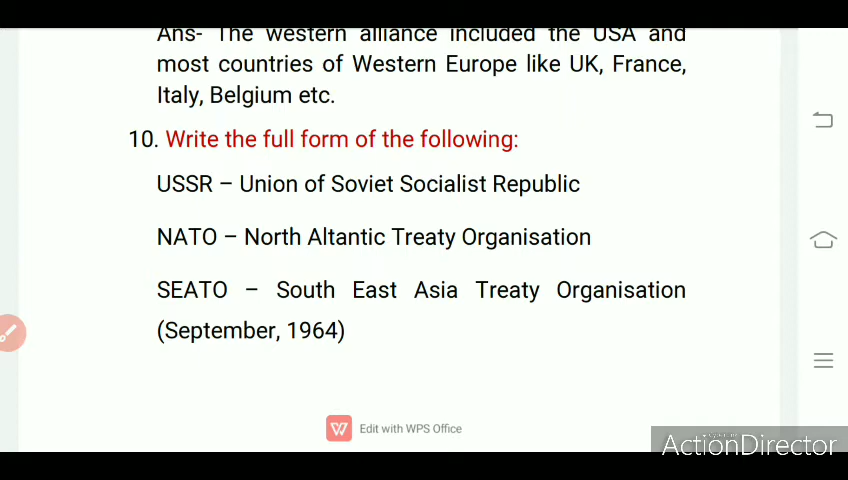 Ans- The western alliance included the USA and
most countries of Western Europe like UK, France,
Italy, Belgium etc.
10. Write the full form of the following:
USSR – Union of Soviet Socialist Republic
NATO – North Altantic Treaty Organisation
SEATO – South East Asia Treaty Organisation
(September, 1964)
Edit with WPS Office
ActionDirector